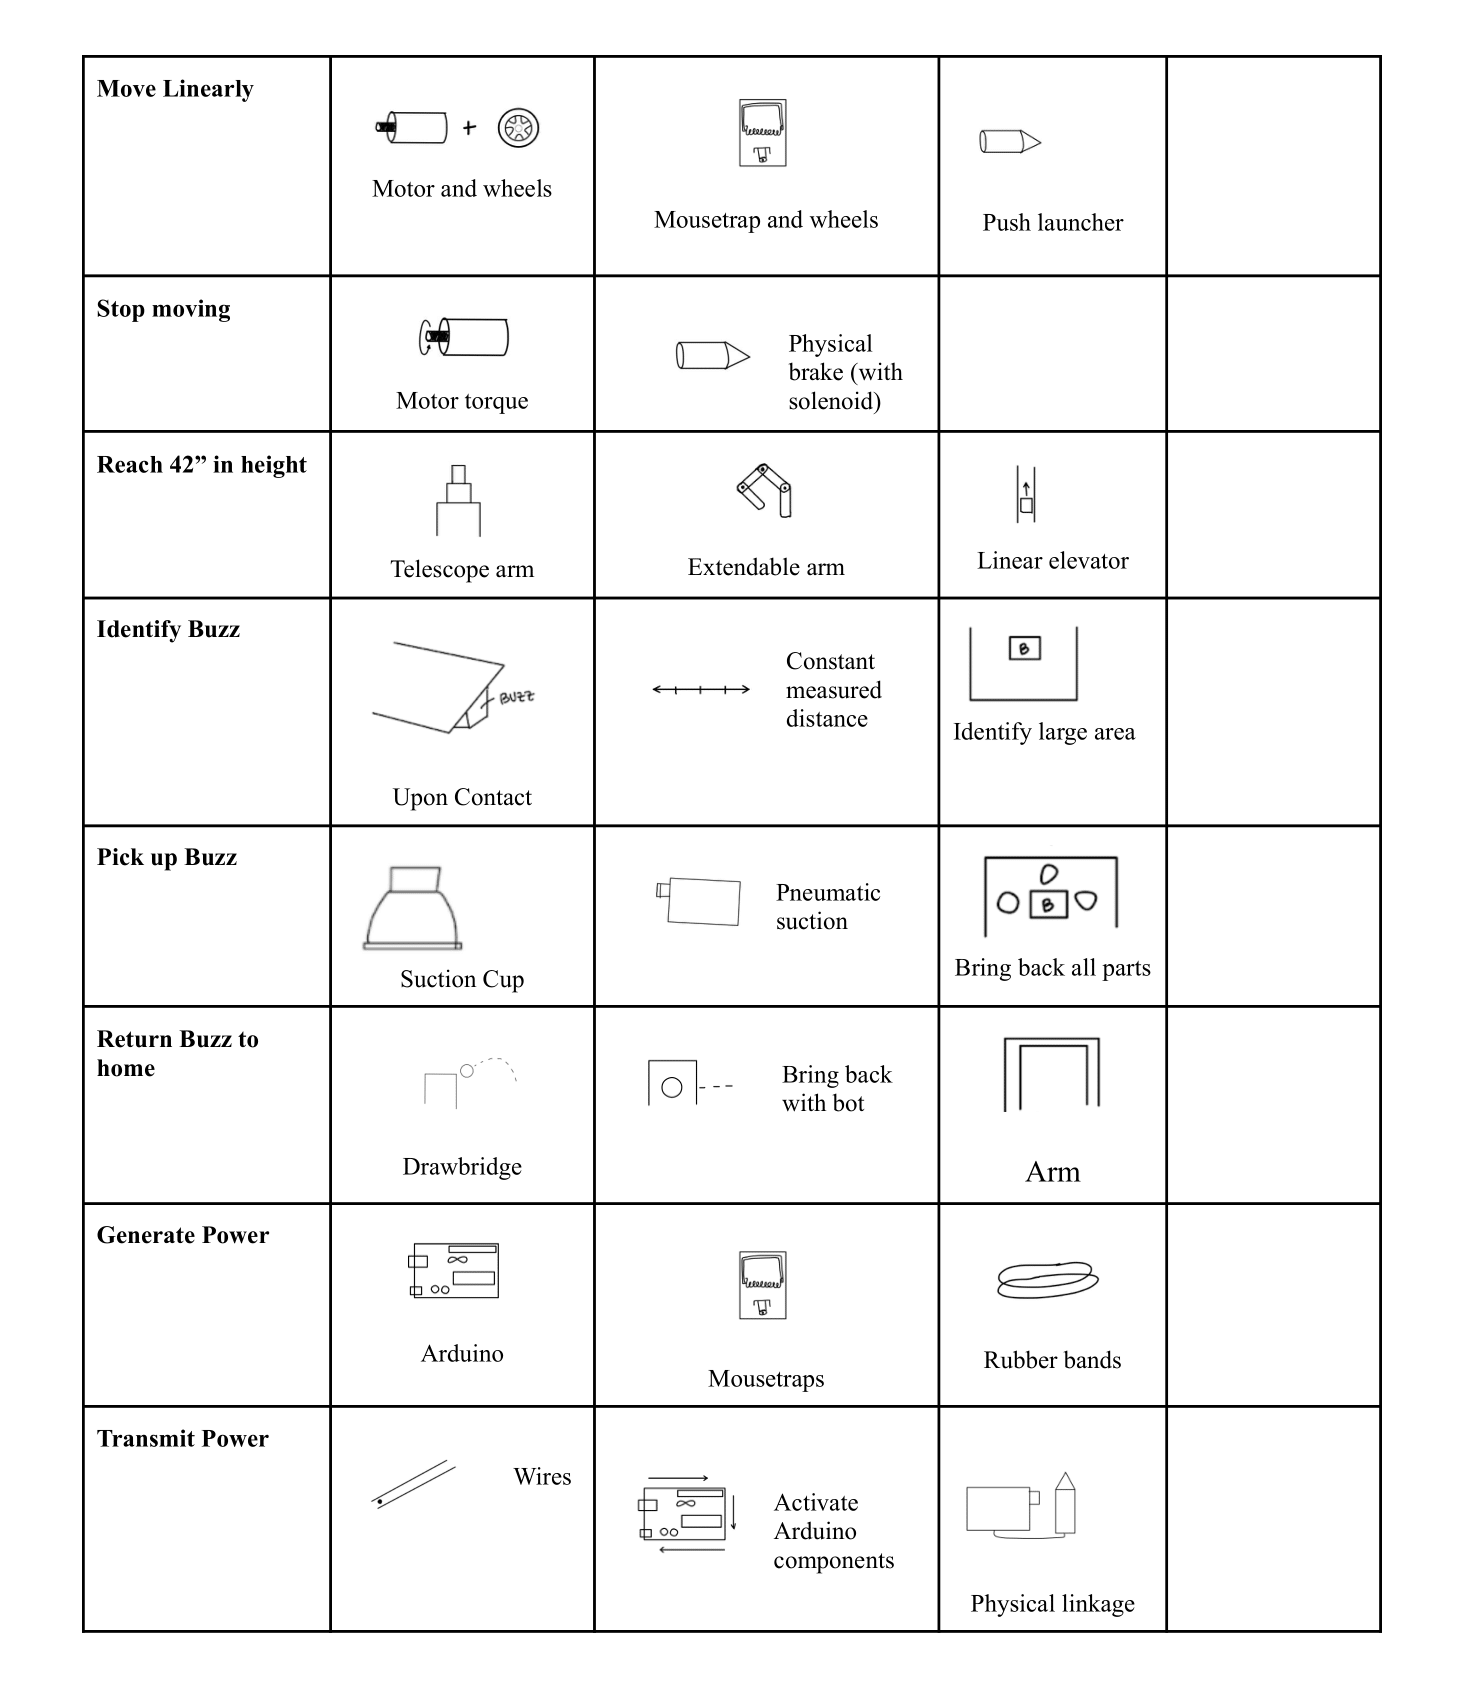 Move Linearly
+
Motor and wheels
Mousetrap and wheels
Push launcher
Stop moving
Motor torque
Physical
brake (with
solenoid)
Reach 42” in height
Telescope arm
Extendable arm
Linear elevator
Identify Buzz
BUZZ
Upon Contact
Constant
measured
distance
B
Identify large area
Pick up Buzz
Suction Cup
Pneumatic
suction
B
Bring back all parts
Return Buzz to
home
Drawbridge
Bring back
with bot
Arm
Generate Power
Arduino
Mousetraps
Rubber bands
Transmit Power
Wires
Activate
Arduino
components
Physical linkage